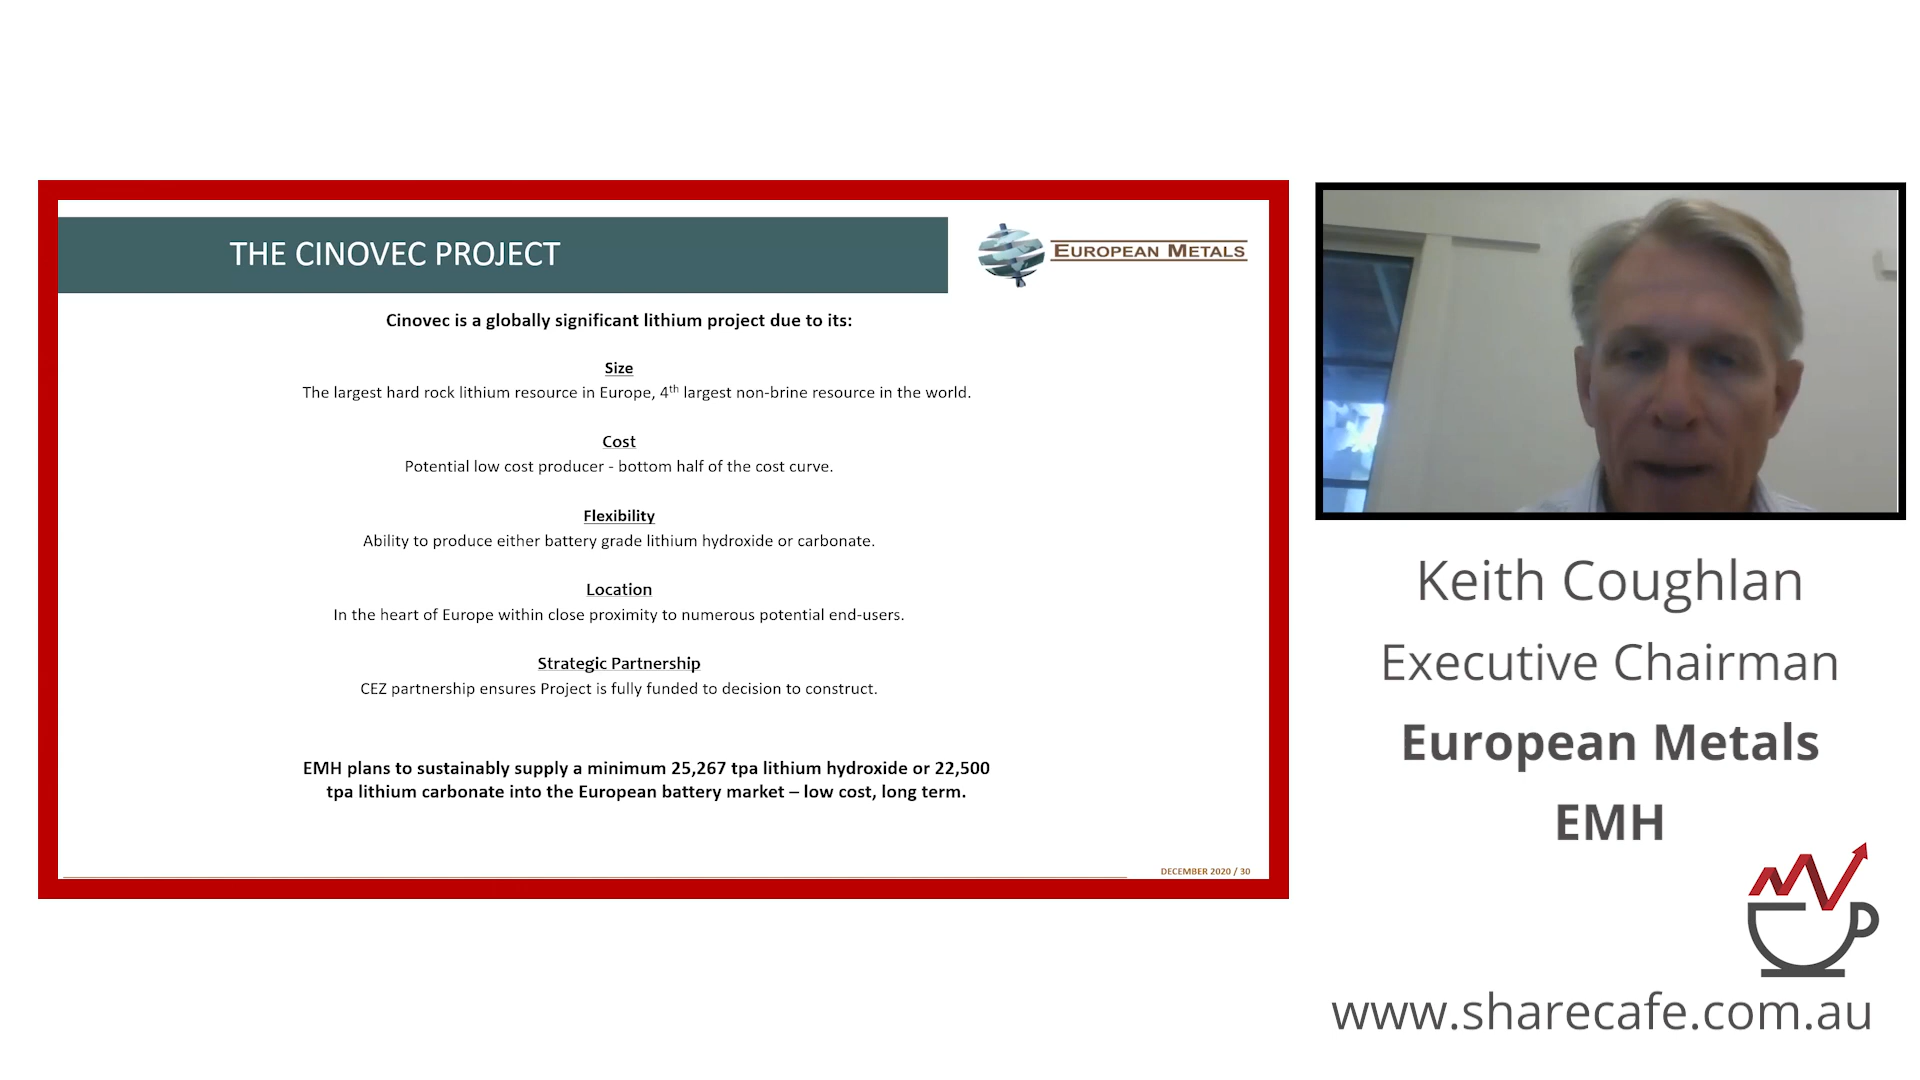 THE CINOVEC PROJECT
EUROPEAN METALS
Cinovec is a globally significant lithium project due to its:
Size
The largest hard rock lithium resource in Europe, 4th largest non-brine resource in the world.
Cost
Potential low cost producer - bottom half of the cost curve.
Flexibility
Ability to produce either battery grade lithium hydroxide or carbonate.
Location
In the heart of Europe within close proximity to numerous potential end-users.
Strategic Partnership
CEZ partnership ensures Project is fully funded to decision to construct.
EMH plans to sustainably supply a minimum 25,267 tpa lithium hydroxide or 22,500
tpa lithium carbonate into the European battery market – low cost, long term.
DECEMBER 2020 / 30
Keith Coughlan
Executive Chairman
European Metals
EMH
www.sharecafe.com.au